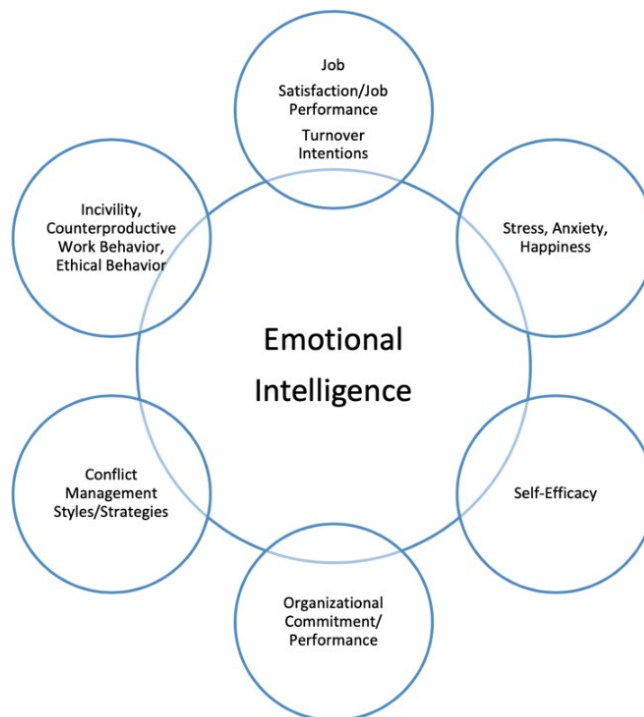 Job
Satisfaction/Job
Performance
Turnover
Intentions
Stress, Anxiety,
Happiness
Self-Efficacy
Organizational
Commitment/
Performance
Conflict
Management
Styles/Strategies
Incivility,
Counterproductive
Work Behavior,
Ethical Behavior
Emotional
Intelligence